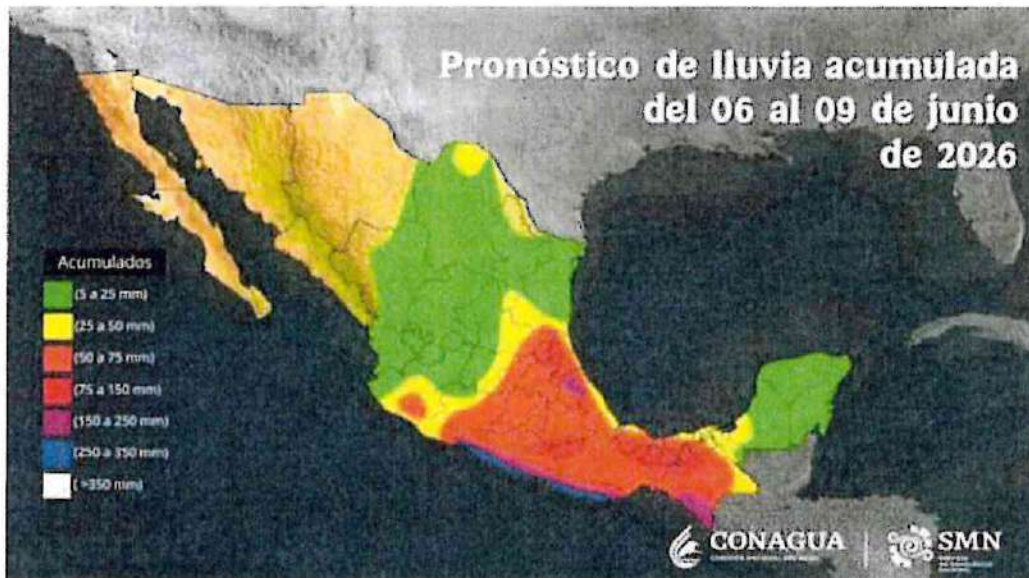 Pronóstico de lluvia acumulada
del 06 al 09 de junio
de 2026
Acumulados
(5 a 25 mm)
(25 a 50 mm)
(50 a 75 mm)
(75 a 150 mm)
(150 a 250 mm)
(250 a 350 mm)
( >350 mm)
CONAGUA
SMN